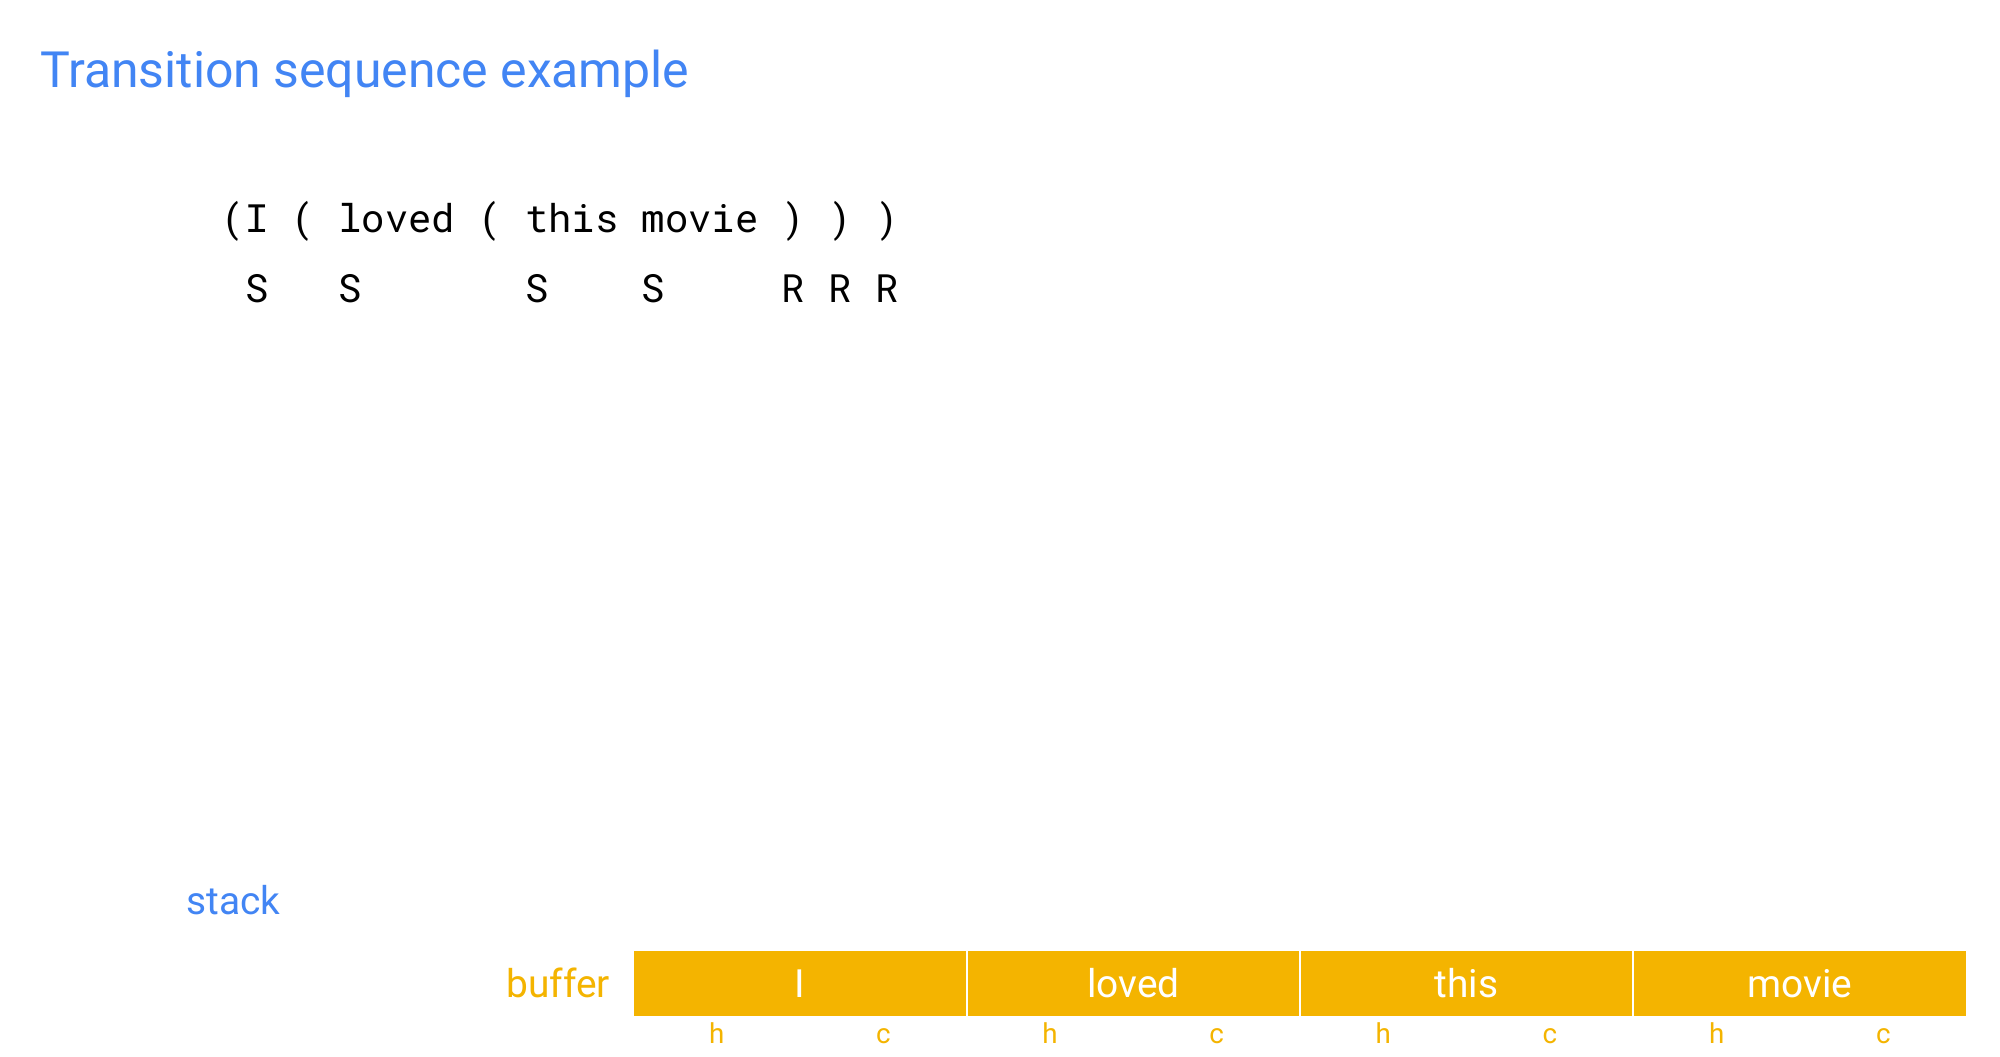 Transition sequence example
(I ( loved ( this movie ) ) )
S S S S R R R
stack
buffer I loved this movie
h c h c h c h c